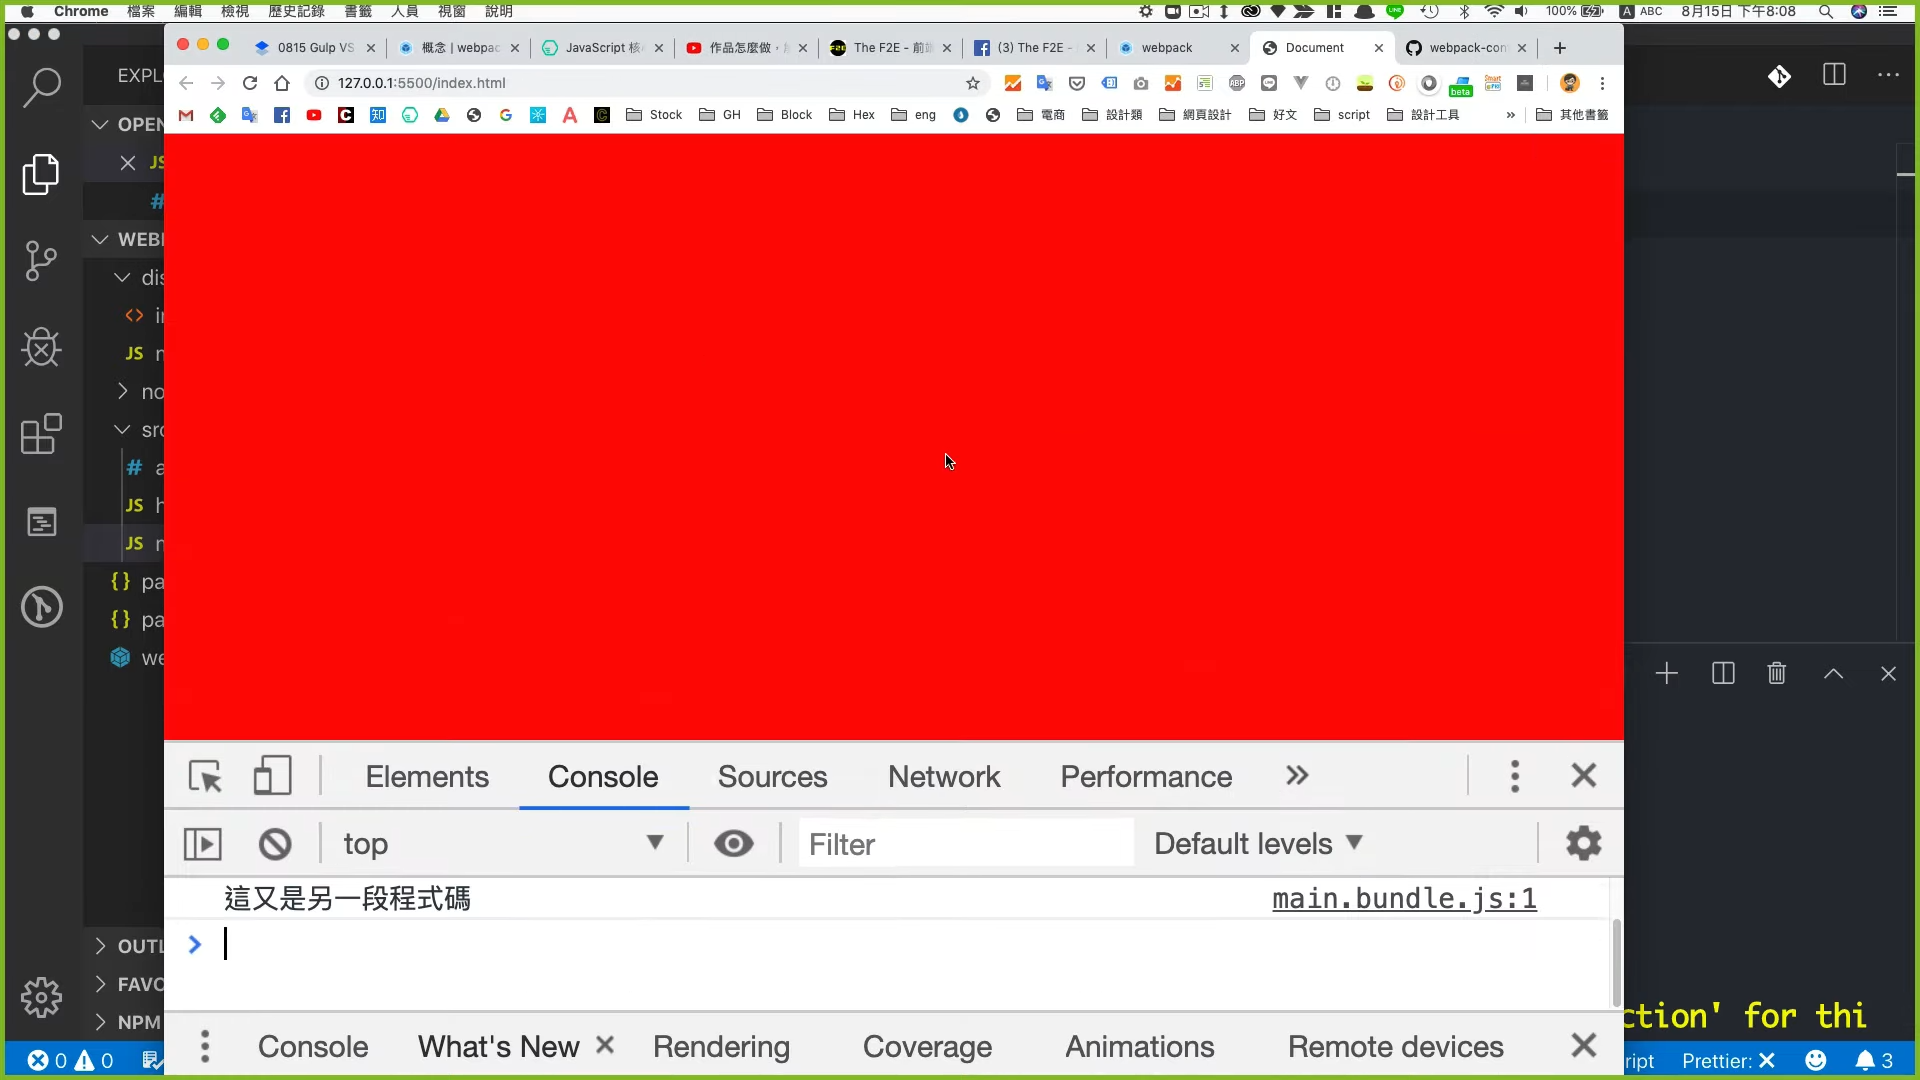 Chrome 檔案 編輯 檢視 歷史記錄 書籤 人員 視窗 說明 100% ABC 8月15日 下午8:08
0815 Gulp VS
概念 | webpac
JavaScript 核
作品怎麼做，
The F2E - 前端
(3) The F2E -
webpack
Document
webpack-con
127.0.0.1:5500/index.html
beta
Stock GH Block Hex eng 電商 設計類 網頁設計 好文 script 設計工具 » 其他書籤
EXPL
OPEN
JS
#
WEB
dis
<> in
JS
no
src
# a
JS h
JS
{} pa
{} pa
we
OUTL
FAVO
NPM
Elements Console Sources Network Performance »
top Filter Default levels
這又是另一段程式碼 main.bundle.js:1
Console What's New Rendering Coverage Animations Remote devices
ction' for thi
0 0 ript Prettier: 3